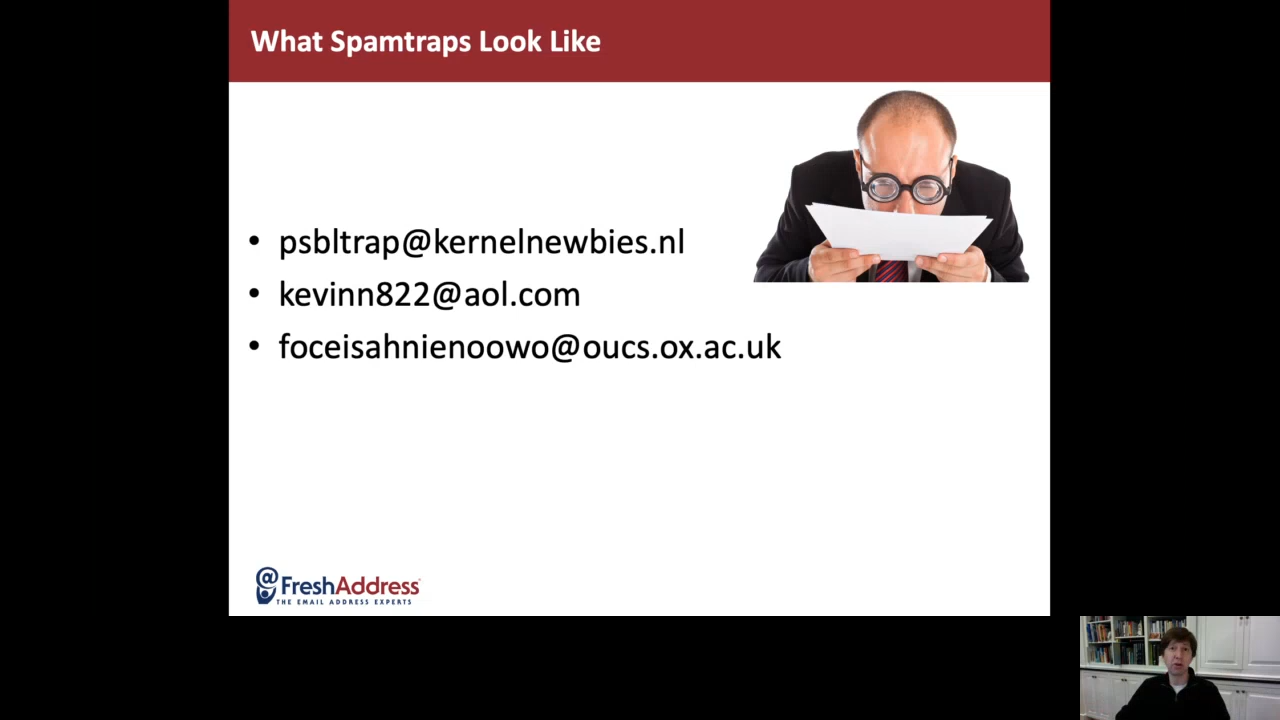 What Spamtraps Look Like
• psbltrap@kernelnewbies.nl
• kevinn822@aol.com
• foceisahnienoowo@oucs.ox.ac.uk
@FreshAddress
THE EMAIL ADDRESS EXPERTS